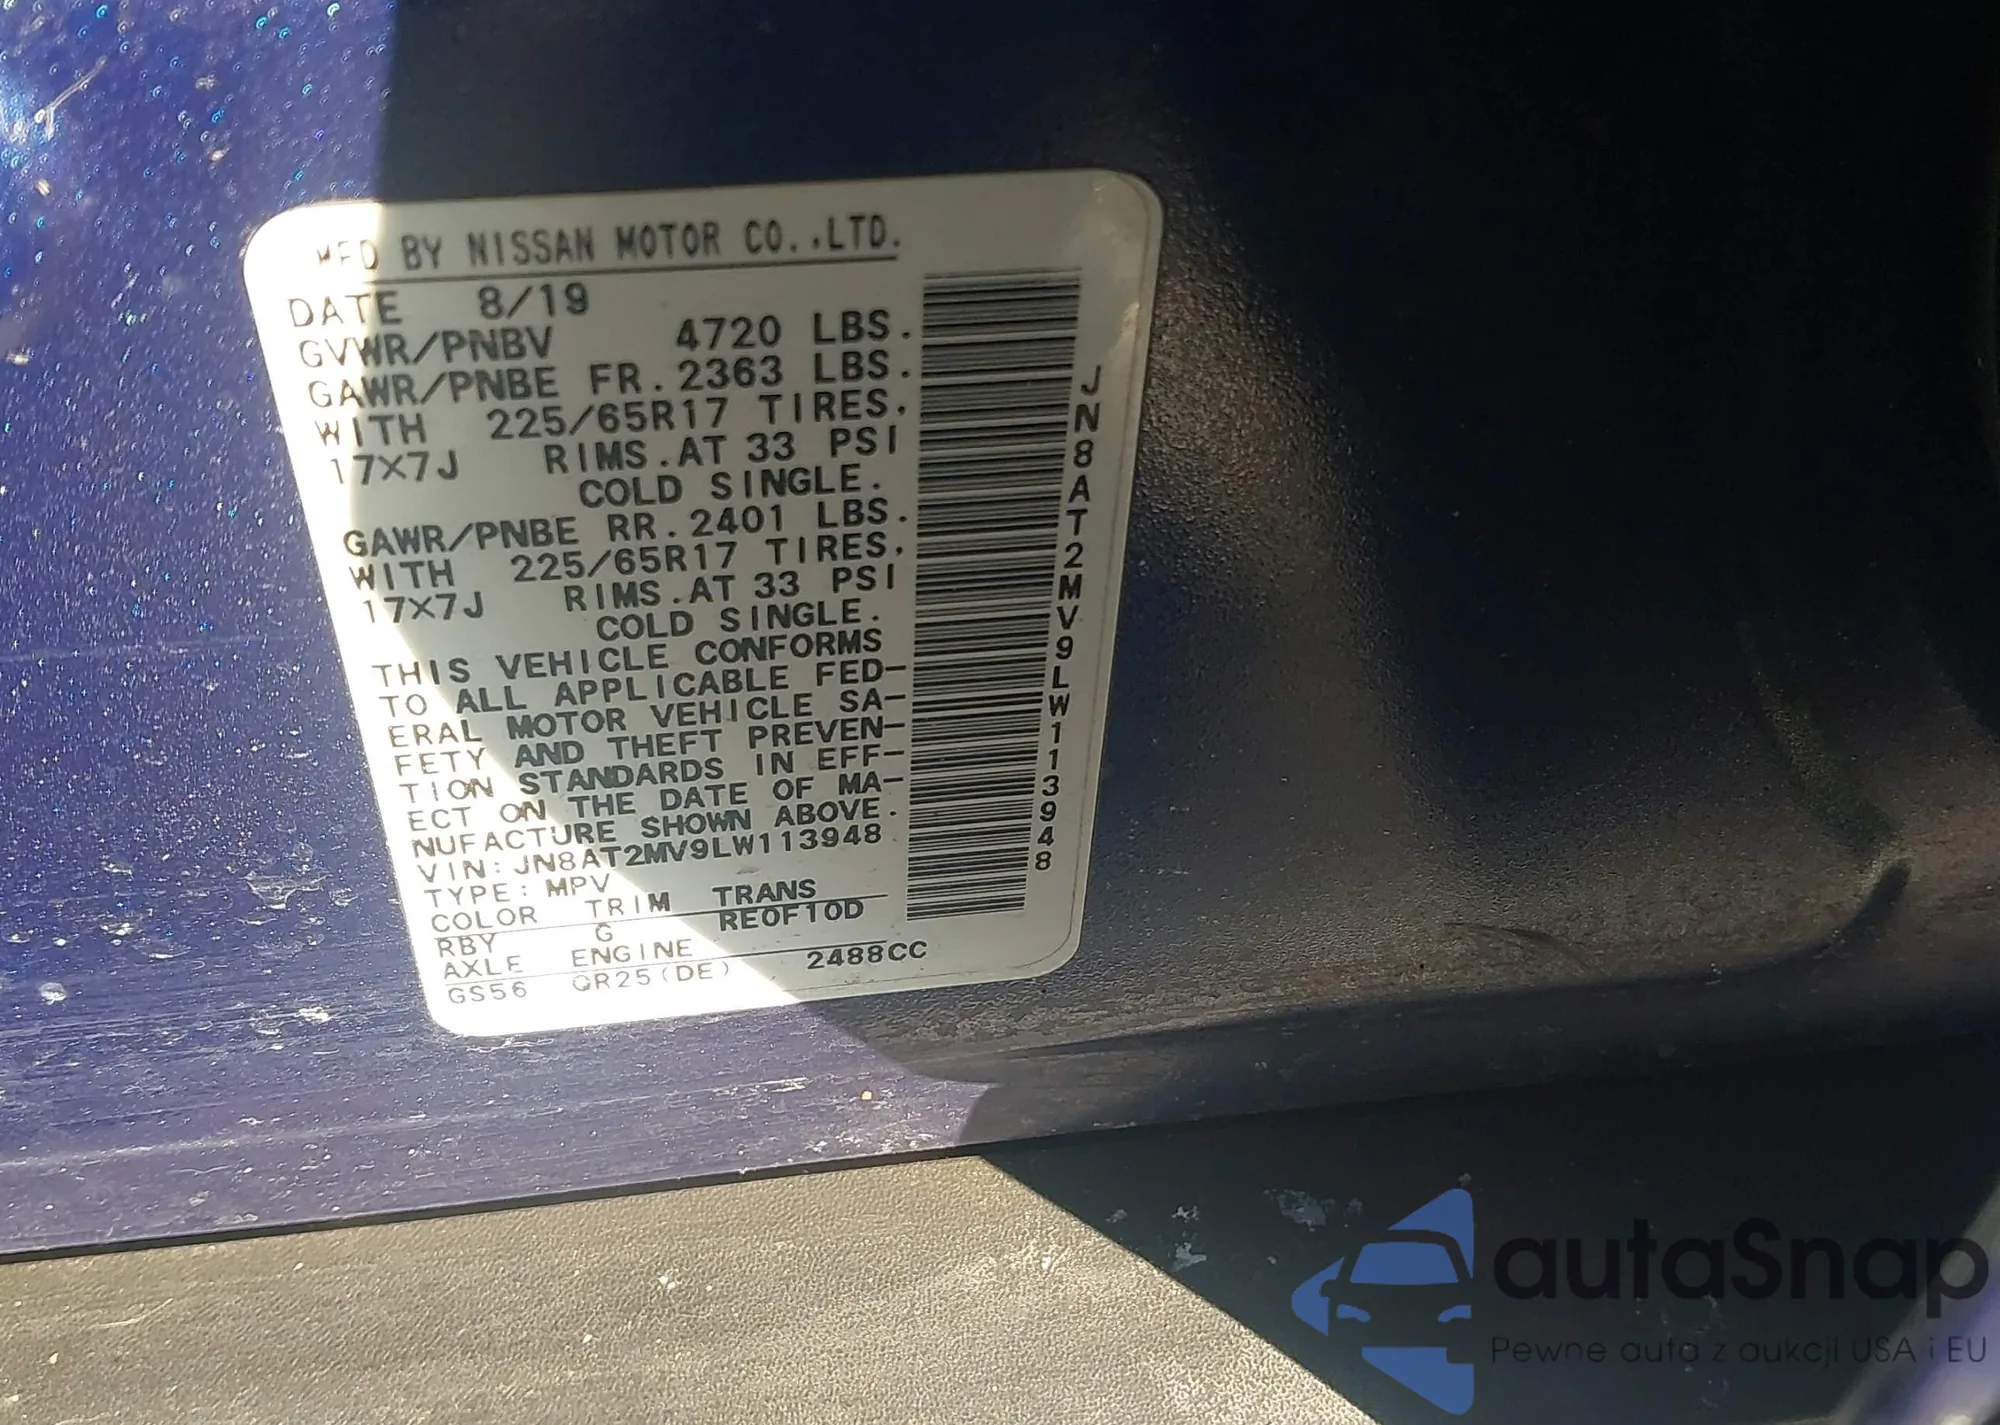 MFD BY NISSAN MOTOR CO.,LTD.
DATE 8/19
GVWR/PNBV 4720 LBS.
GAWR/PNBE FR.2363 LBS.
WITH 225/65R17 TIRES.
17X7J RIMS.AT 33 PSI
COLD SINGLE.
GAWR/PNBE RR.2401 LBS.
WITH 225/65R17 TIRES.
17X7J RIMS.AT 33 PSI
COLD SINGLE.
THIS VEHICLE CONFORMS
TO ALL APPLICABLE FED-
ERAL MOTOR VEHICLE SA-
FETY AND THEFT PREVEN-
TION STANDARDS IN EFF-
ECT ON THE DATE OF MA-
NUFACTURE SHOWN ABOVE.
VIN:JN8AT2MV9LW113948
TYPE:MPV
COLOR TRIM TRANS
RBY G RE0F10D
AXLE ENGINE
GS56 QR25(DE) 2488CC
JN8AT2MV9LW113948
autaSnap
Pewne auta z aukcji USA i EU